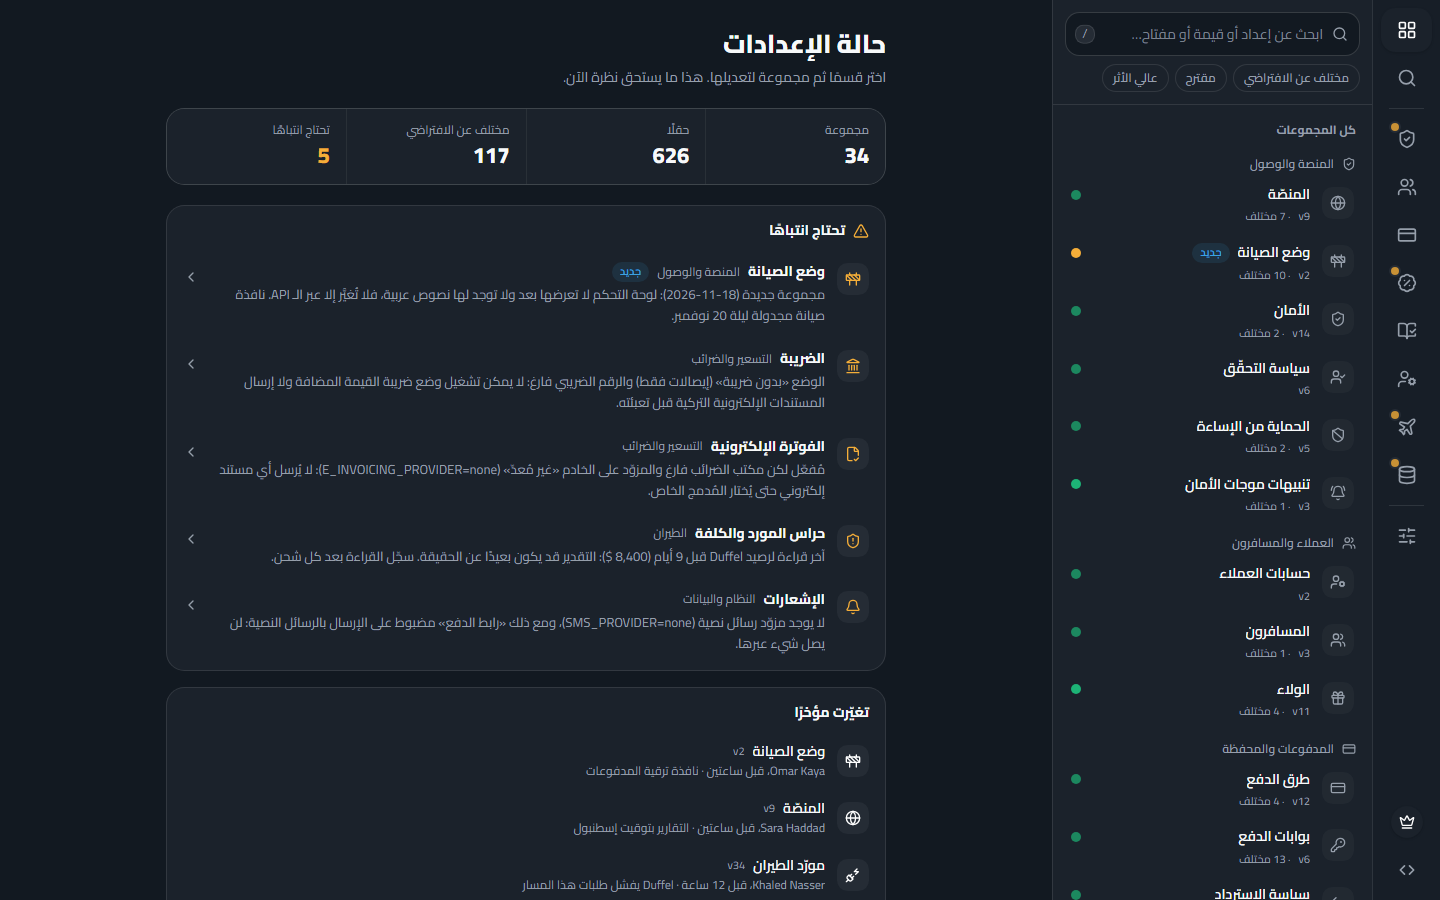 ابحث عن إعداد أو قيمة أو مفتاح...
/
مختلف عن الافتراضي
مقترح
عالي الأثر
كل المجموعات
المنصة والوصول
المنصّة
v9 · 7 مختلف
وضع الصيانة جديد
v2 · 10 مختلف
الأمان
v14 · 2 مختلف
سياسة التحقّق
v6
الحماية من الإساءة
v5 · 2 مختلف
تنبيهات موجات الأمان
v3 · 1 مختلف
العملاء والمسافرون
حسابات العملاء
v2
المسافرون
v3 · 1 مختلف
الولاء
v11 · 4 مختلف
المدفوعات والمحفظة
طرق الدفع
v12 · 4 مختلف
بوابات الدفع
v6 · 13 مختلف
سياسة الاسترداد
حالة الإعدادات
اختر قسمًا ثم مجموعة لتعديلها. هذا ما يستحق نظرة الآن.
مجموعة
34
حقلًا
626
مختلف عن الافتراضي
117
تحتاج انتباهًا
5
تحتاج انتباهًا
وضع الصيانة المنصة والوصول جديد
مجموعة جديدة (18-11-2026): لوحة التحكم لا تعرضها بعد ولا توجد لها نصوص عربية، فلا تُغيَّر إلا عبر الـ API. نافذة
صيانة مجدولة ليلة 20 نوفمبر.
الضريبة التسعير والضرائب
الوضع «بدون ضريبة» (إيصالات فقط) والرقم الضريبي فارغ: لا يمكن تشغيل وضع ضريبة القيمة المضافة ولا إرسال
المستندات الإلكترونية التركية قبل تعبئته.
الفوترة الإلكترونية التسعير والضرائب
مُفعّل لكن مكتب الضرائب فارغ والمزوّد على الخادم «غير مُعدّ» (E_INVOICING_PROVIDER=none): لا يُرسل أي مستند
إلكتروني حتى يُختار المُدمج الخاص.
حراس المورد والكلفة الطيران
آخر قراءة لرصيد Duffel قبل 9 أيام (8,400 $): التقدير قد يكون بعيدًا عن الحقيقة. سجّل القراءة بعد كل شحن.
الإشعارات النظام والبيانات
لا يوجد مزوّد رسائل نصية (SMS_PROVIDER=none)، ومع ذلك «رابط الدفع» مضبوط على الإرسال بالرسائل النصية: لن
يصل شيء عبرها.
تغيّرت مؤخرًا
وضع الصيانة v2
Omar Kaya، قبل ساعتين · نافذة ترقية المدفوعات
المنصّة v9
Sara Haddad، قبل ساعتين · التقارير بتوقيت إسطنبول
مورّد الطيران v34
Khaled Nasser، قبل 12 ساعة · Duffel يفشل طلبات هذا المسار